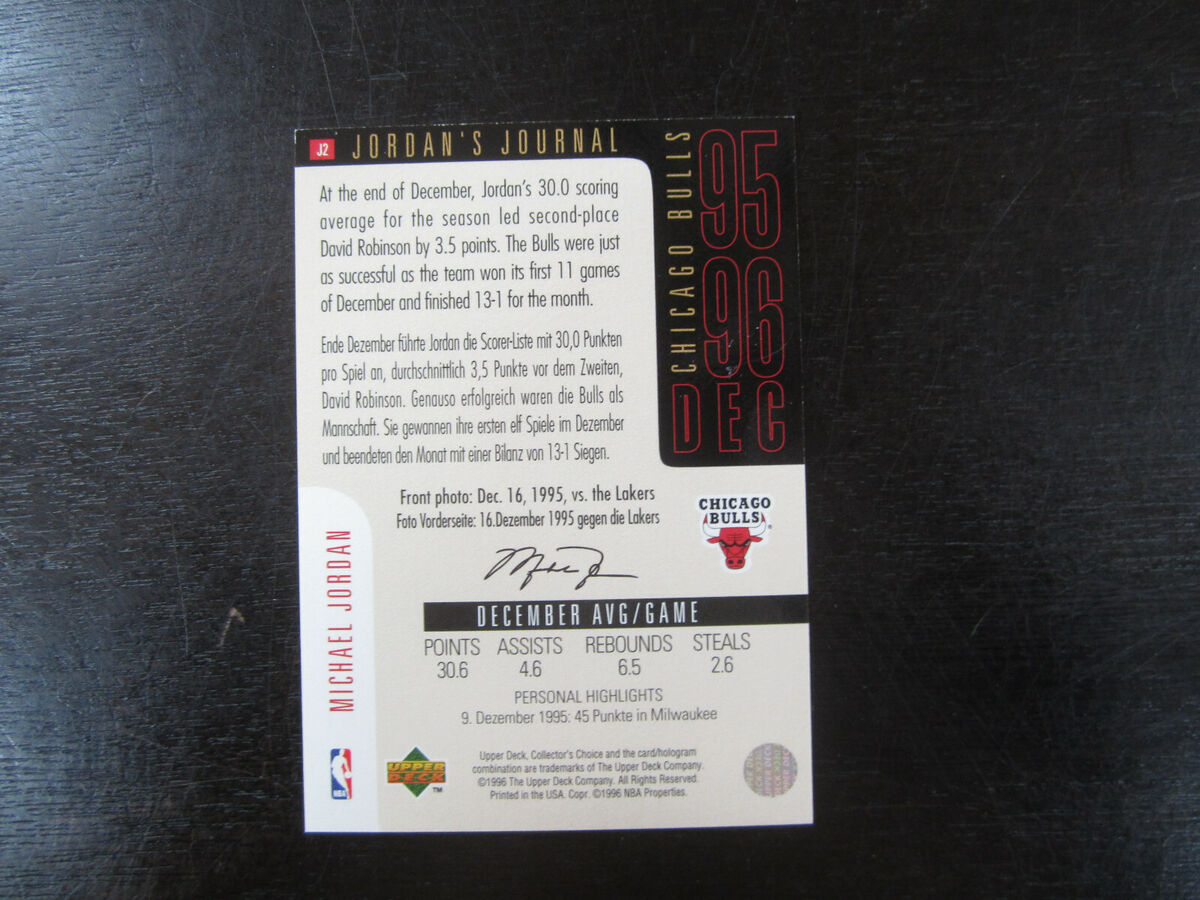 J2 JORDAN'S JOURNAL
At the end of December, Jordan's 30.0 scoring
average for the season led second-place
David Robinson by 3.5 points. The Bulls were just
as successful as the team won its first 11 games
of December and finished 13-1 for the month.
Ende Dezember führte Jordan die Scorer-Liste mit 30,0 Punkten
pro Spiel an, durchschnittlich 3,5 Punkte vor dem Zweiten,
David Robinson. Genauso erfolgreich waren die Bulls als
Mannschaft. Sie gewannen ihre ersten elf Spiele im Dezember
und beendeten den Monat mit einer Bilanz von 13-1 Siegen.
CHICAGO BULLS
95
96
DEC
Front photo: Dec. 16, 1995, vs. the Lakers
Foto Vorderseite: 16.Dezember 1995 gegen die Lakers
CHICAGO
BULLS
MICHAEL JORDAN
DECEMBER AVG/GAME
POINTS ASSISTS REBOUNDS STEALS
30.6 4.6 6.5 2.6
PERSONAL HIGHLIGHTS
9. Dezember 1995: 45 Punkte in Milwaukee
NBA
UPPER
DECK
TM
Upper Deck, Collector's Choice and the card/hologram
combination are trademarks of The Upper Deck Company.
©1996 The Upper Deck Company. All Rights Reserved.
Printed in the USA. Copr. ©1996 NBA Properties.